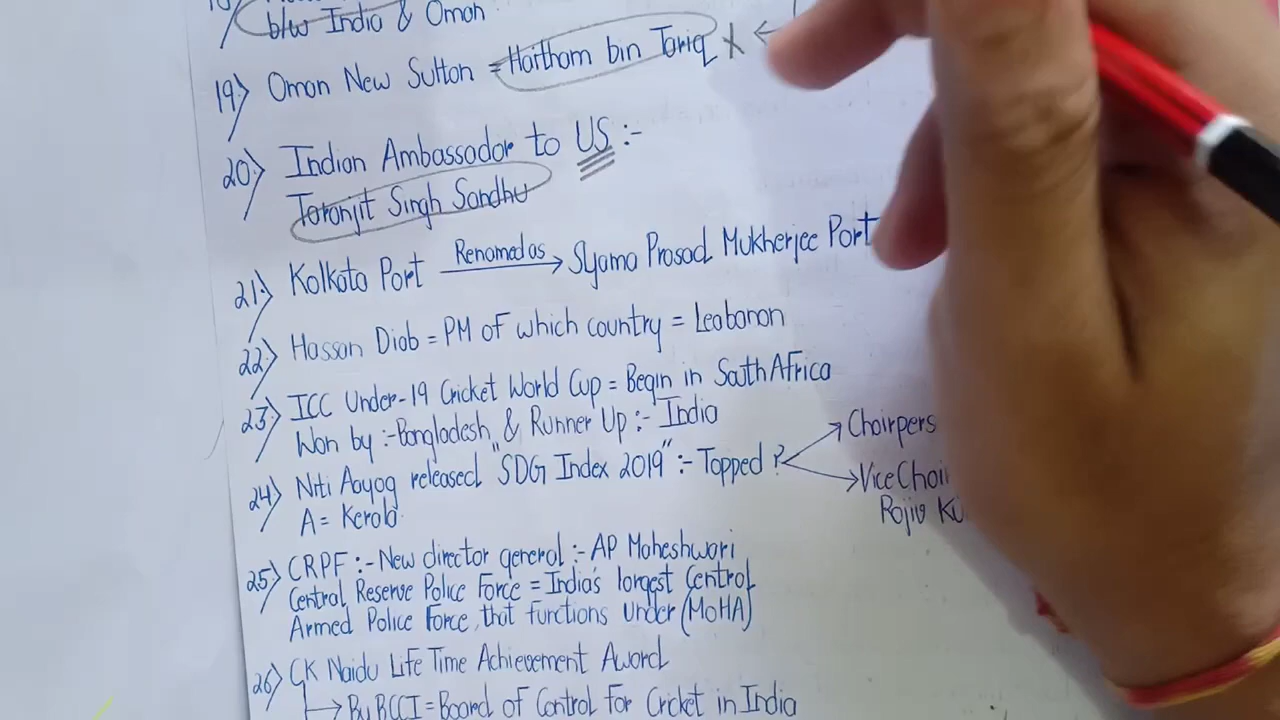 b/w India & Oman
19) Oman New Sultan = Haitham bin Tariq X ←
20) Indian Ambassador to US :-
Taranjit Singh Sandhu
21) Kolkata Port Renamed as → Syama Prasad Mukherjee Port
22) Hassan Diab = PM of which country = Leabanon
23) ICC Under-19 Cricket World Cup = Begin in South Africa
Won by :- Bangladesh, & Runner Up :- India
24) Niti Aayog released "SDG Index 2019" :- Topped ?
A = Kerala
Chairpers
Vice Chair
Rajiv Ku
25) CRPF :- New director general :- AP Maheshwari
Central Reserve Police Force = India's largest Central
Armed Police Force, that functions under (MoHA)
26) CK Naidu Life Time Achievement Award
→ By BCCI = Board of Control for Cricket in India